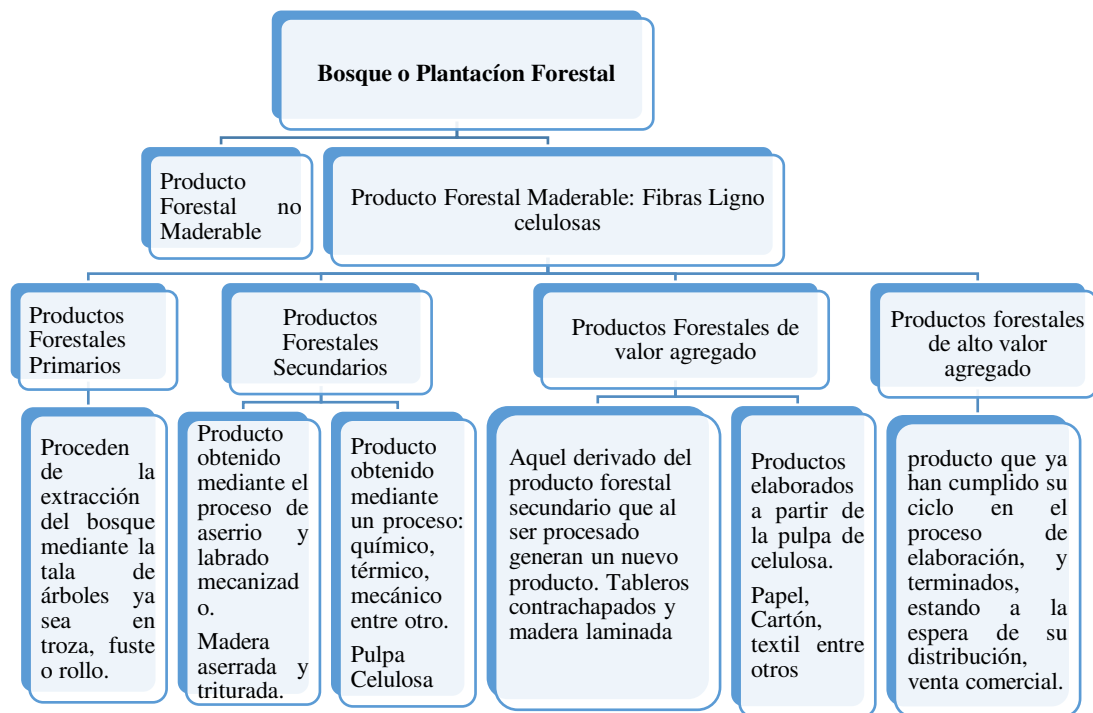 Bosque o Plantacíon Forestal
Producto
Forestal no
Maderable
Producto Forestal Maderable: Fibras Ligno
celulosas
Productos
Forestales
Primarios
Productos
Forestales
Secundarios
Productos Forestales de
valor agregado
Productos forestales
de alto valor
agregado
Proceden
de la
extracción
del bosque
mediante la
tala de
árboles ya
sea en
troza, fuste
o rollo.
Producto
obtenido
mediante el
proceso de
aserrio y
labrado
mecanizad
o.
Madera
aserrada y
triturada.
Producto
obtenido
mediante
un proceso:
químico,
térmico,
mecánico
entre otro.
Pulpa
Celulosa
Aquel derivado del
producto forestal
secundario que al
ser procesado
generan un nuevo
producto. Tableros
contrachapados y
madera laminada
Productos
elaborados
a partir de
la pulpa de
celulosa.
Papel,
Cartón,
textil entre
otros
producto que ya
han cumplido su
ciclo en el
proceso de
elaboración, y
terminados,
estando a la
espera de su
distribución,
venta comercial.